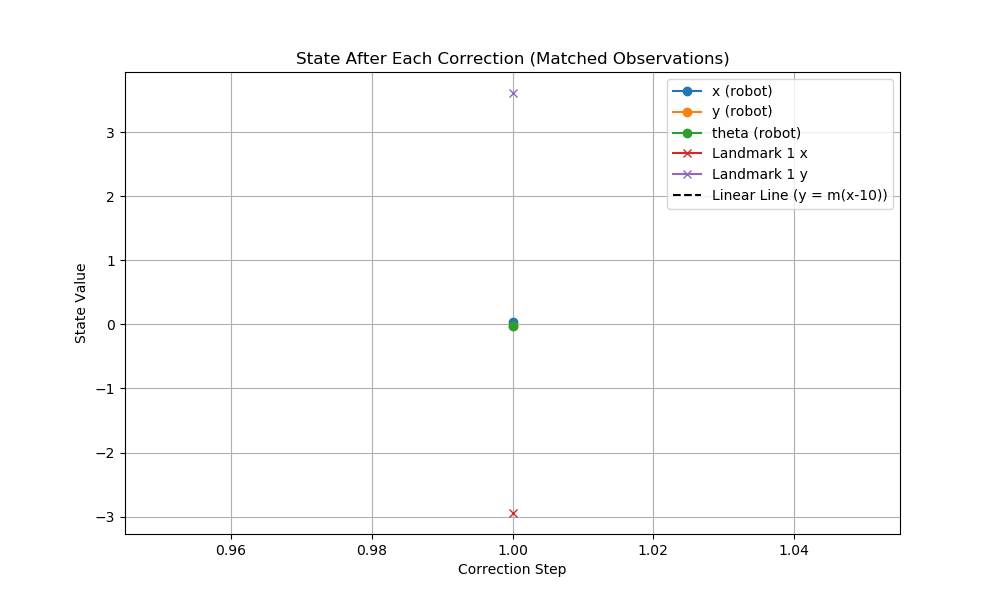 State After Each Correction (Matched Observations)
x (robot)
y (robot)
theta (robot)
Landmark 1 x
Landmark 1 y
Linear Line (y = m(x-10))
State Value
3
2
1
0
−1
−2
−3
0.96 0.98 1.00 1.02 1.04
Correction Step